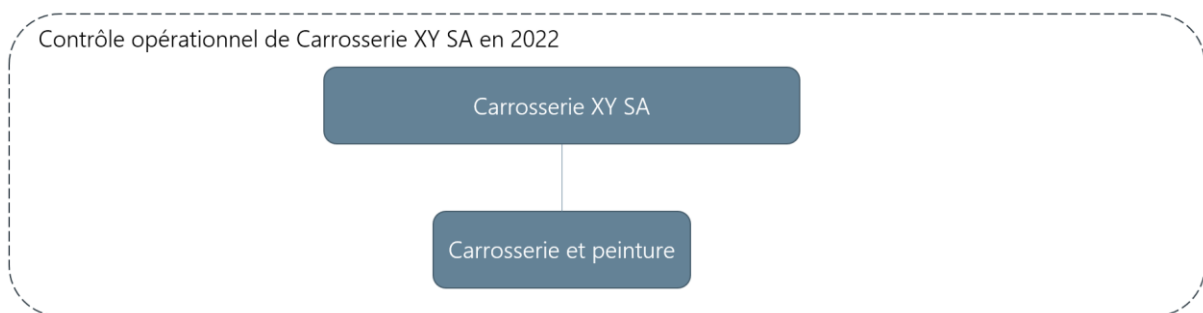 Contrôle opérationnel de Carrosserie XY SA en 2022
Carrosserie XY SA
Carrosserie et peinture